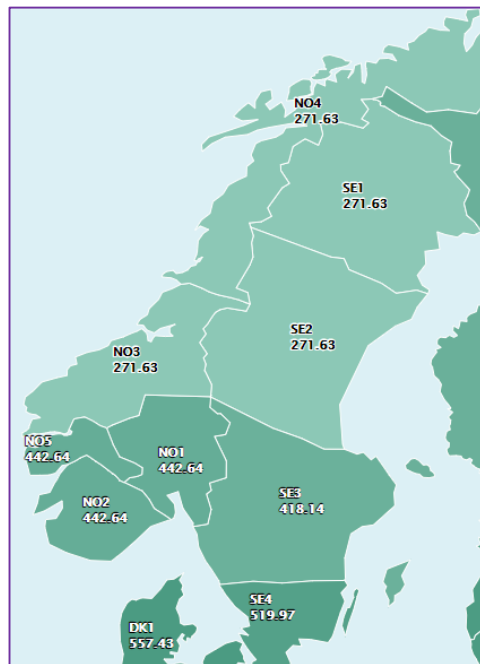 NO4
271.63
SE1
271.63
SE2
271.63
NO3
271.63
NO5
442.64
NO1
442.64
NO2
442.64
SE3
418.14
SE4
519.97
DK1
557.43